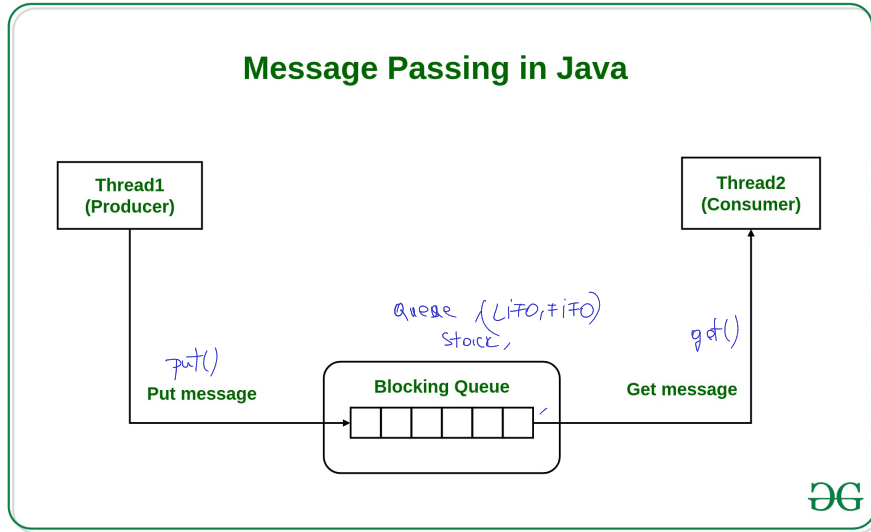 Message Passing in Java
Thread1
(Producer)
Thread2
(Consumer)
Queue (LiFO, FiFO)
Stack,
put()
get()
Put message
Blocking Queue
Get message
GG